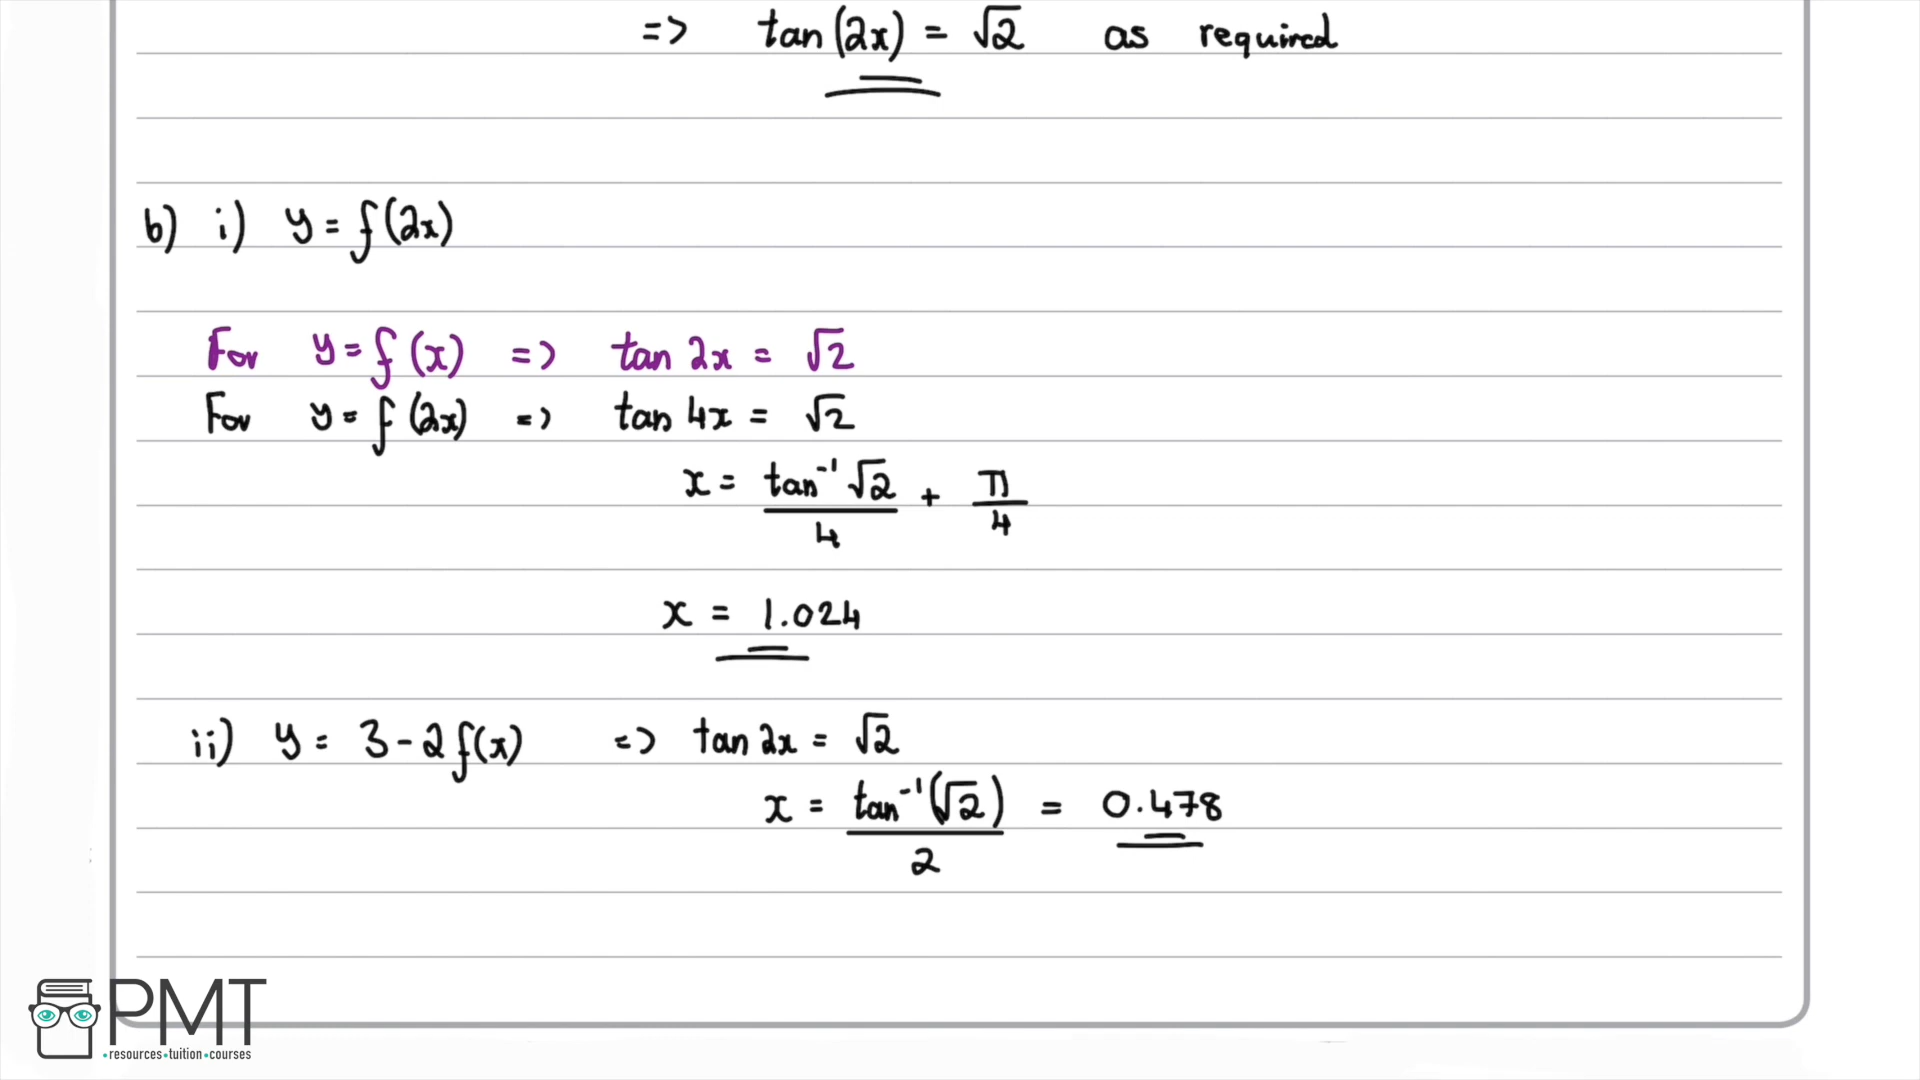 => tan(2x) = √2 as required
b) i) y = f(2x)
For y = f(x) => tan 2x = √2
For y = f(2x) => tan 4x = √2
x = tan⁻¹√2 / 4 + π / 4
x = 1.024
ii) y = 3 - 2f(x) => tan 2x = √2
x = tan⁻¹(√2) / 2 = 0.478
PMT
•resources•tuition•courses